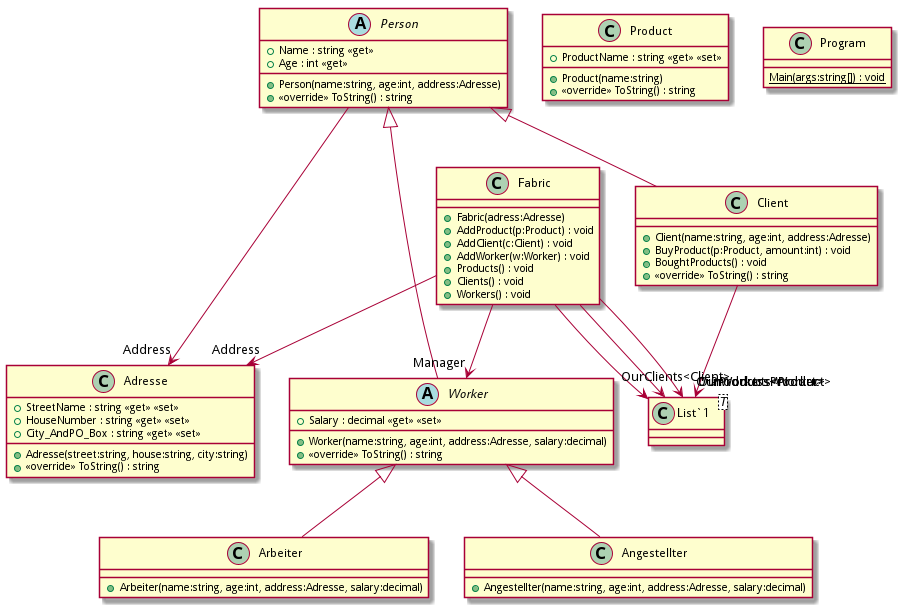 A Person
Name : string «get»
Age : int «get»
Person(name:string, age:int, address:Adresse)
«override» ToString() : string
C Product
ProductName : string «get» «set»
Product(name:string)
«override» ToString() : string
C Program
Main(args:string[]) : void
C Fabric
Fabric(adress:Adresse)
AddProduct(p:Product) : void
AddClient(c:Client) : void
AddWorker(w:Worker) : void
Products() : void
Clients() : void
Workers() : void
C Client
Client(name:string, age:int, address:Adresse)
BuyProduct(p:Product, amount:int) : void
BoughtProducts() : void
«override» ToString() : string
Address
Address
Manager
OurClients<Client>
C Adresse
StreetName : string «get» «set»
HouseNumber : string «get» «set»
City_AndPO_Box : string «get» «set»
Adresse(street:string, house:string, city:string)
«override» ToString() : string
A Worker
Salary : decimal «get» «set»
Worker(name:string, age:int, address:Adresse, salary:decimal)
«override» ToString() : string
C List`1
T
C Arbeiter
Arbeiter(name:string, age:int, address:Adresse, salary:decimal)
C Angestellter
Angestellter(name:string, age:int, address:Adresse, salary:decimal)